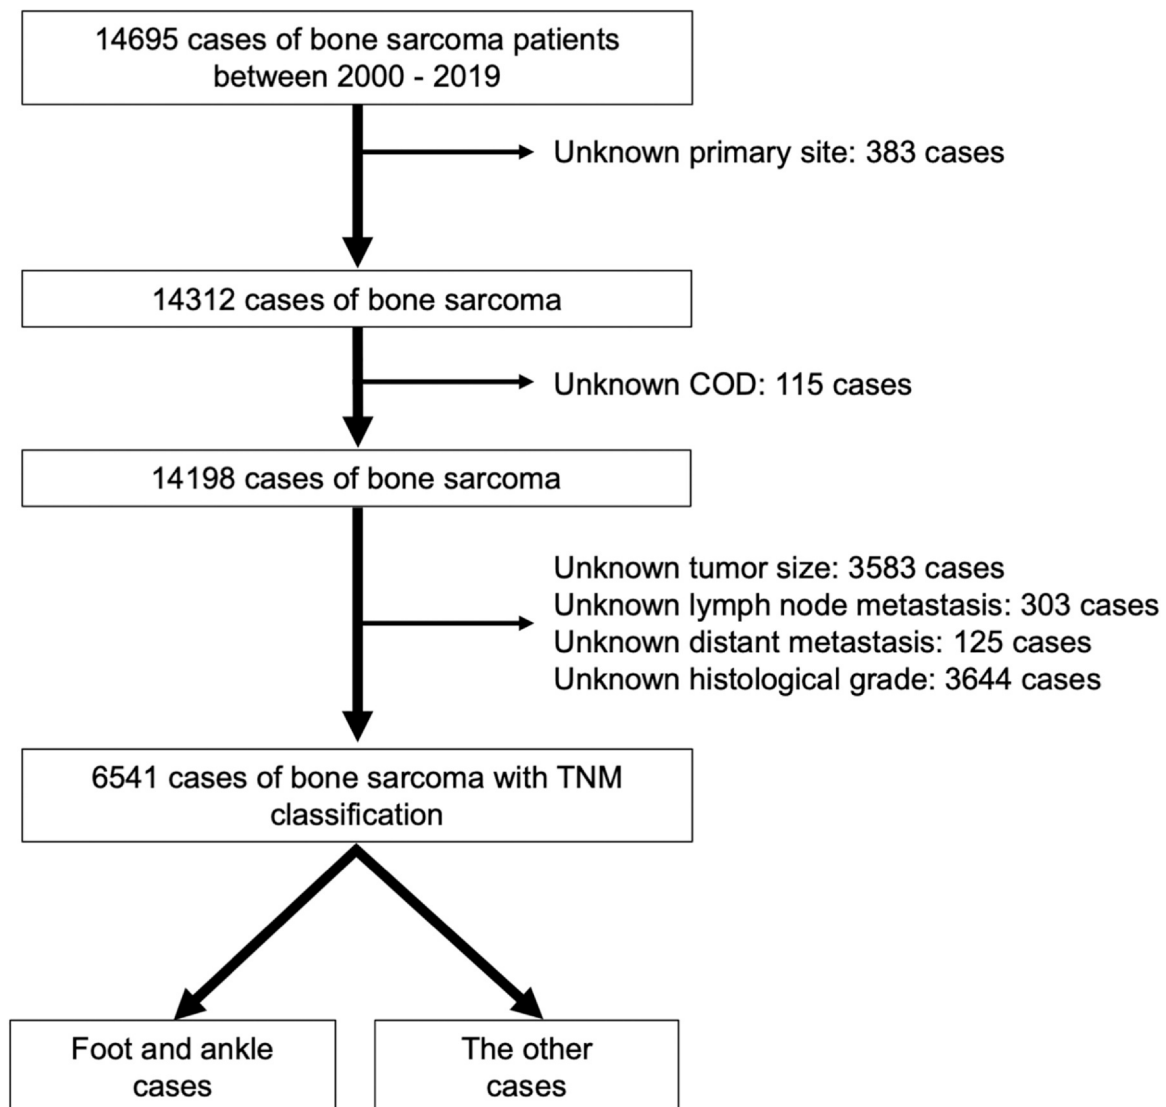 14695 cases of bone sarcoma patients
between 2000 - 2019
Unknown primary site: 383 cases
14312 cases of bone sarcoma
Unknown COD: 115 cases
14198 cases of bone sarcoma
Unknown tumor size: 3583 cases
Unknown lymph node metastasis: 303 cases
Unknown distant metastasis: 125 cases
Unknown histological grade: 3644 cases
6541 cases of bone sarcoma with TNM
classification
Foot and ankle
cases
The other
cases